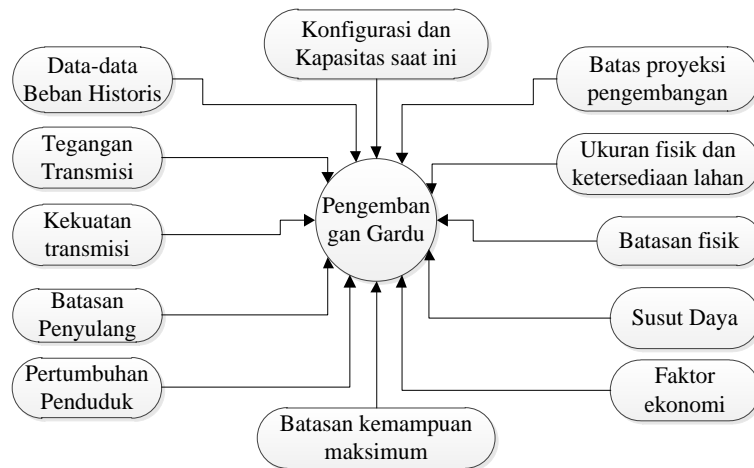 Konfigurasi dan
Kapasitas saat ini
Data-data
Beban Historis
Batas proyeksi
pengembangan
Tegangan
Transmisi
Ukuran fisik dan
ketersediaan lahan
Kekuatan
transmisi
Pengemban
gan Gardu
Batasan fisik
Batasan
Penyulang
Susut Daya
Pertumbuhan
Penduduk
Faktor
ekonomi
Batasan kemampuan
maksimum